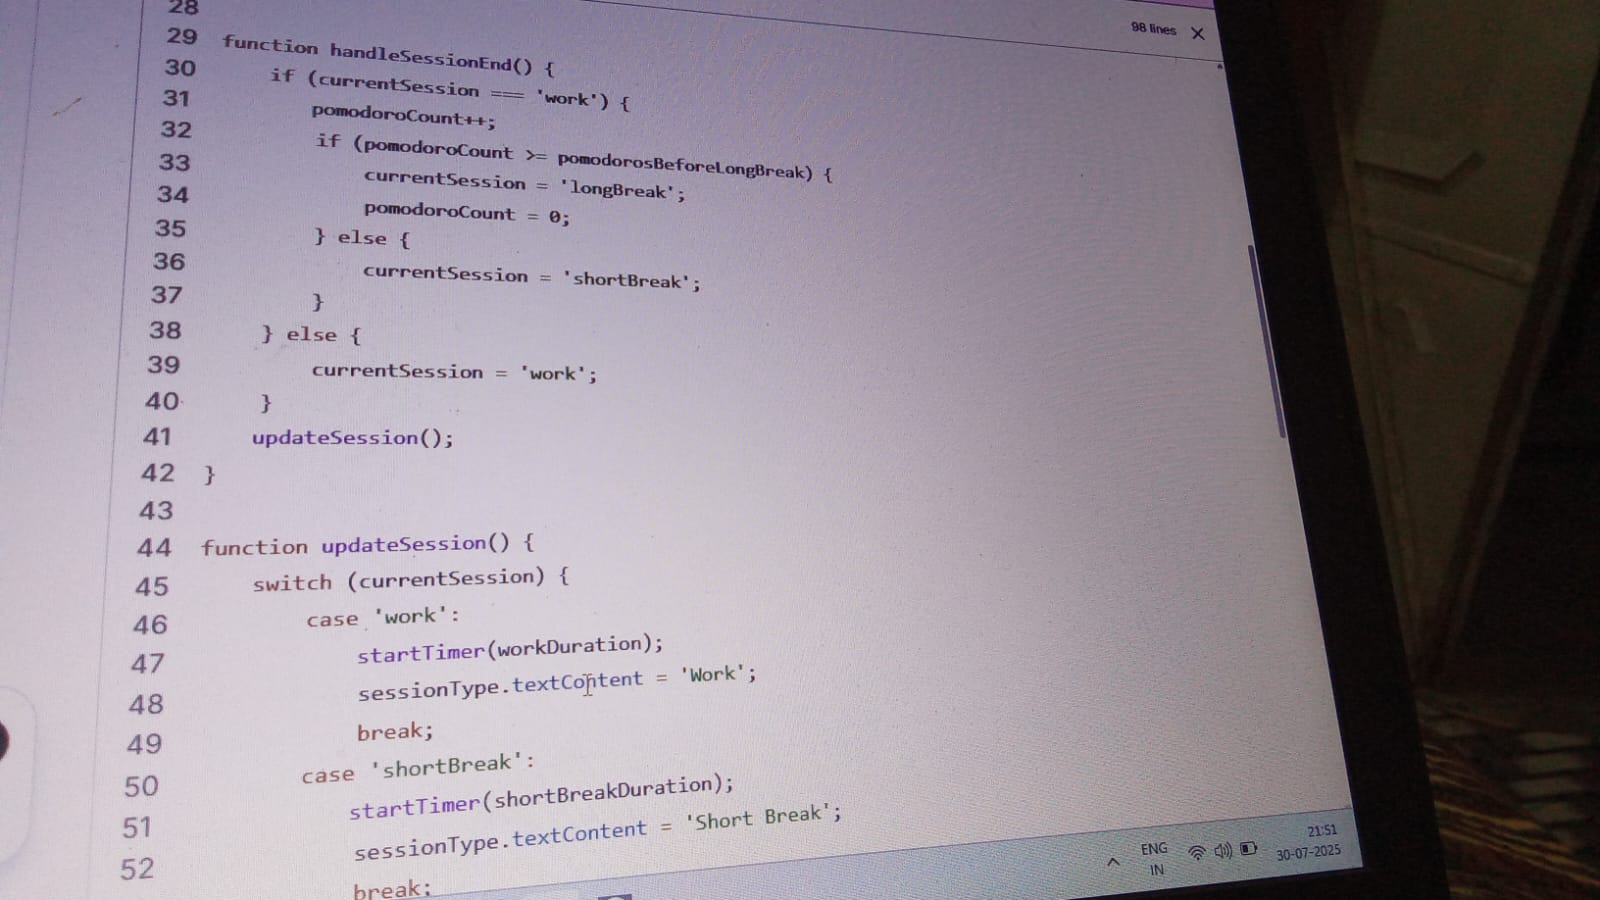 98 lines
28
29 function handleSessionEnd() {
30     if (currentSession === 'work') {
31         pomodoroCount++;
32         if (pomodoroCount >= pomodorosBeforeLongBreak) {
33             currentSession = 'longBreak';
34             pomodoroCount = 0;
35         } else {
36             currentSession = 'shortBreak';
37         }
38     } else {
39         currentSession = 'work';
40     }
41     updateSession();
42 }
43
44 function updateSession() {
45     switch (currentSession) {
46         case 'work':
47             startTimer(workDuration);
48             sessionType.textContent = 'Work';
49             break;
50         case 'shortBreak':
51             startTimer(shortBreakDuration);
52             sessionType.textContent = 'Short Break';
            break;
ENG
IN
21:51
30-07-2025